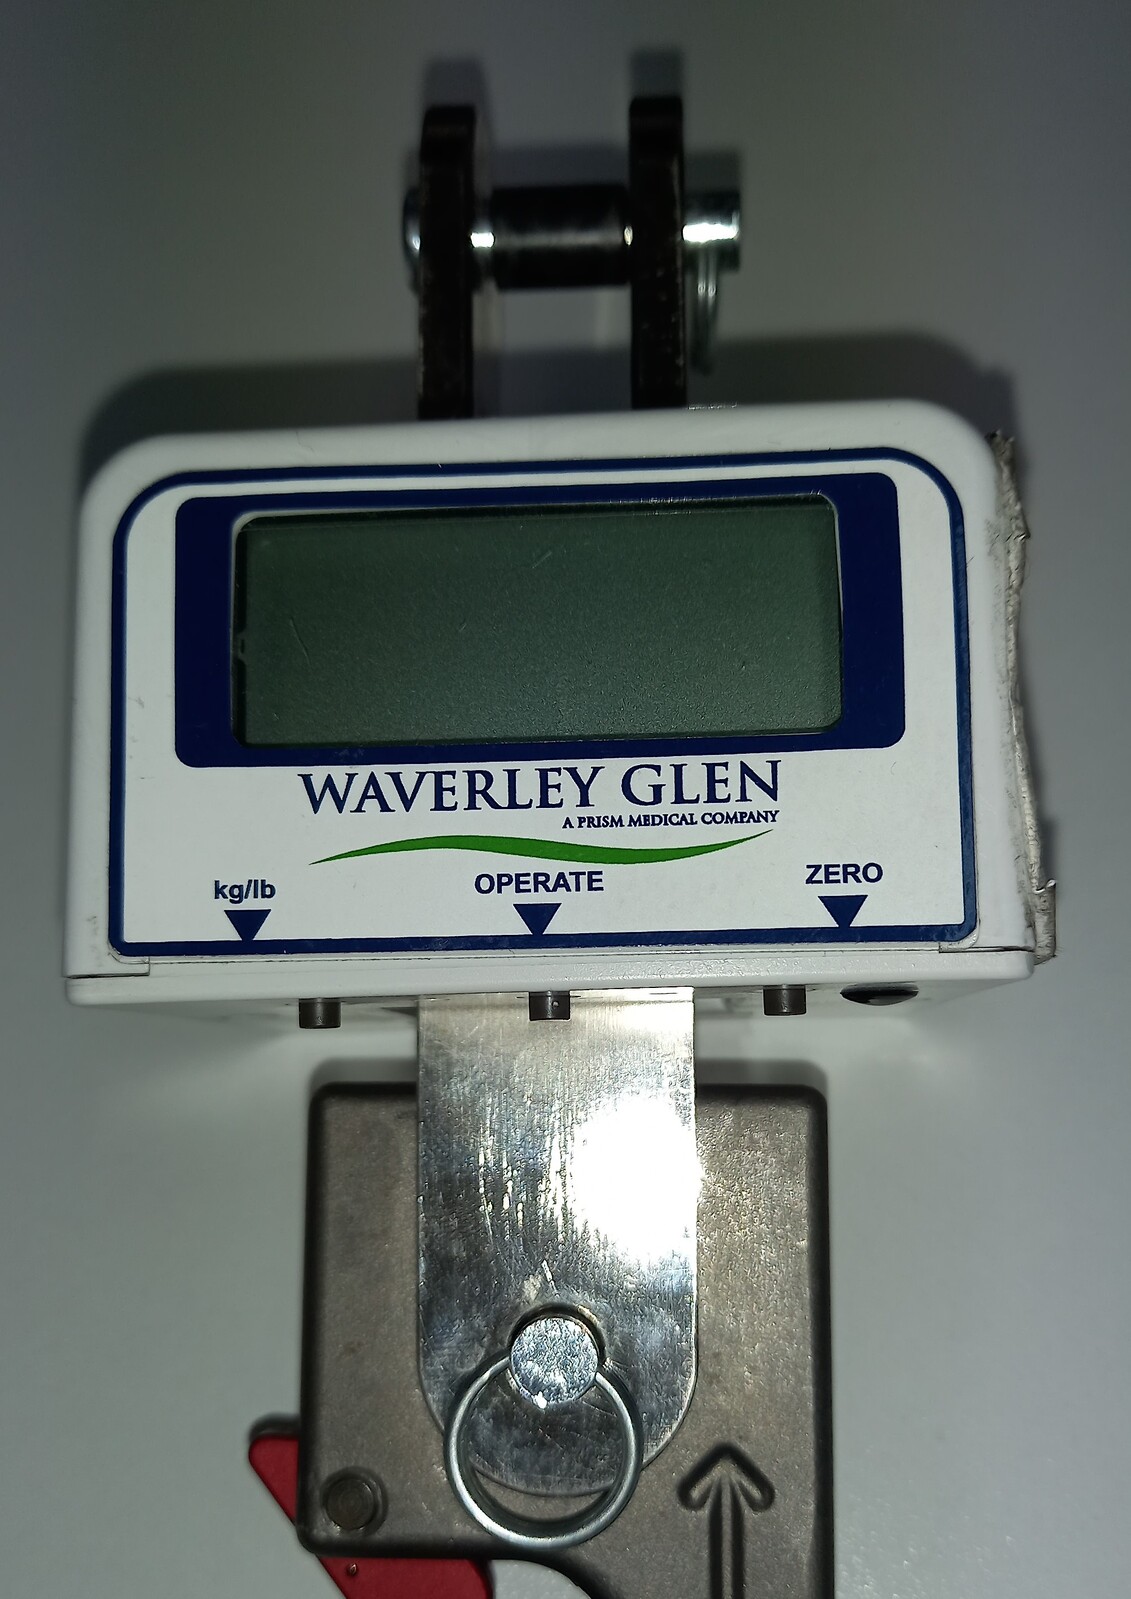 WAVERLEY GLEN
A PRISM MEDICAL COMPANY
kg/lb OPERATE ZERO